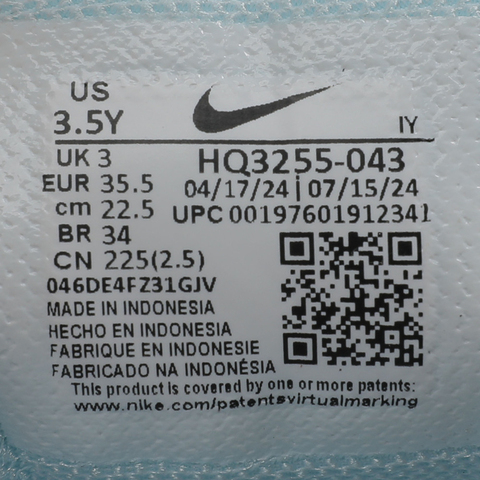 US
3.5Y
IY
UK 3
HQ3255-043
EUR 35.5
04/17/24 | 07/15/24
cm 22.5
UPC 00197601912341
BR 34
CN 225(2.5)
046DE4FZ31GJV
MADE IN INDONESIA
HECHO EN INDONESIA
FABRIQUE EN INDONESIE
FABRICADO NA INDONÉSIA
This product is covered by one or more patents:
www.nike.com/patentsvirtualmarking